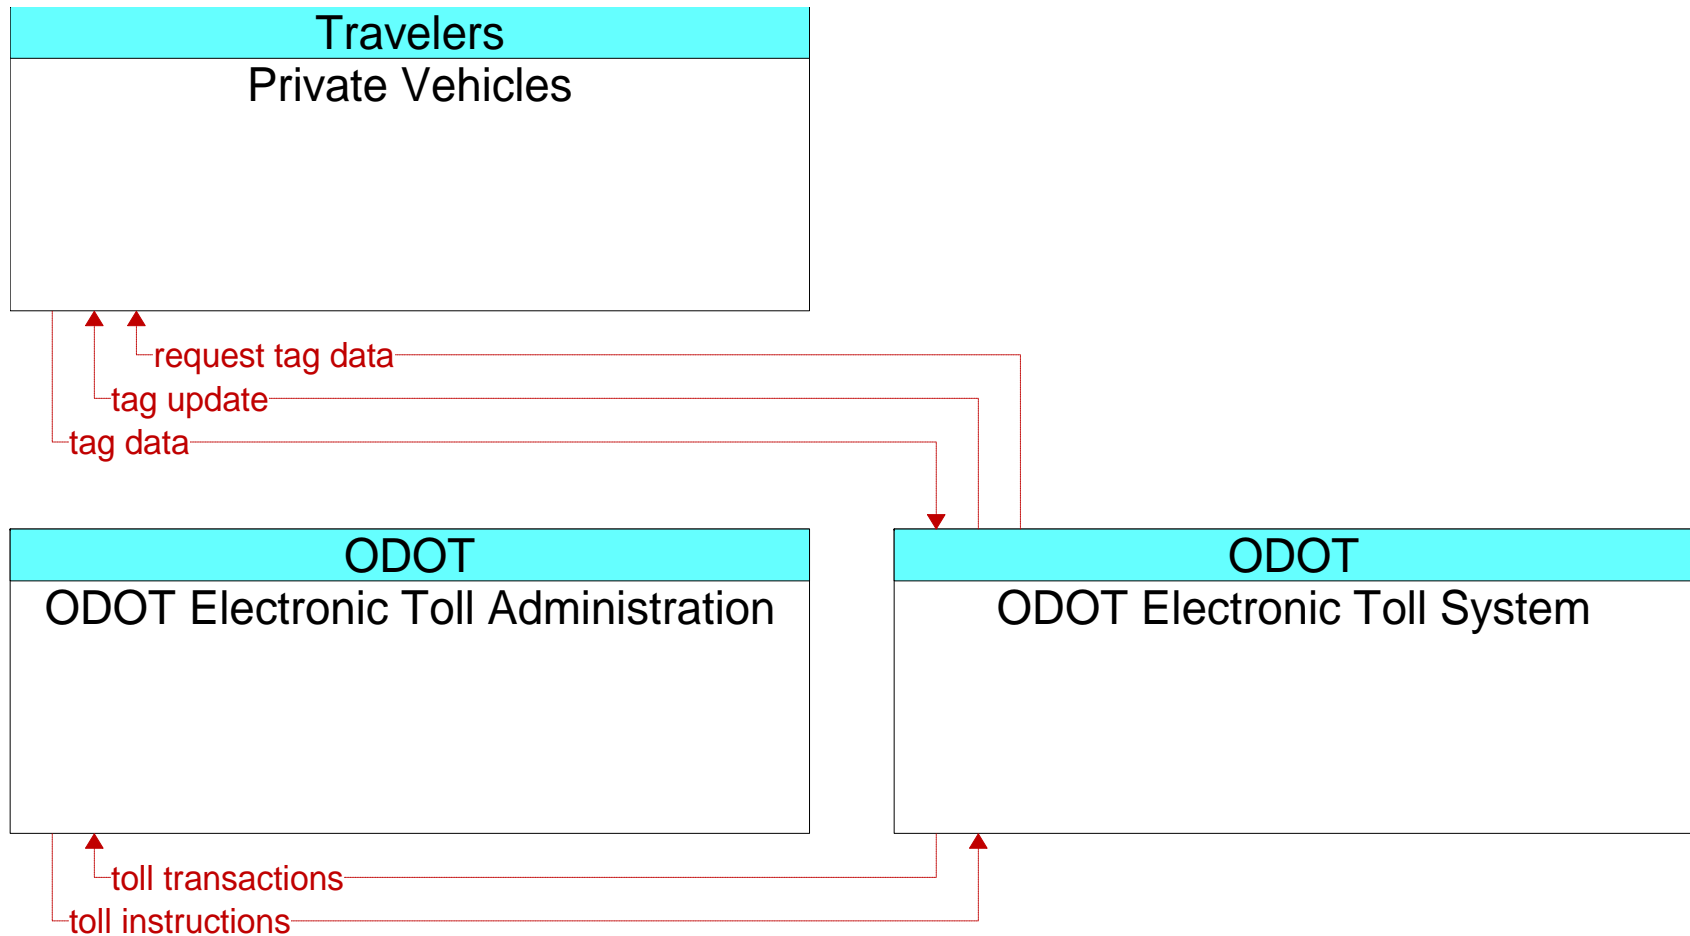 Travelers
Private Vehicles
request tag data
tag update
tag data
ODOT
ODOT Electronic Toll Administration
ODOT
ODOT Electronic Toll System
toll transactions
toll instructions